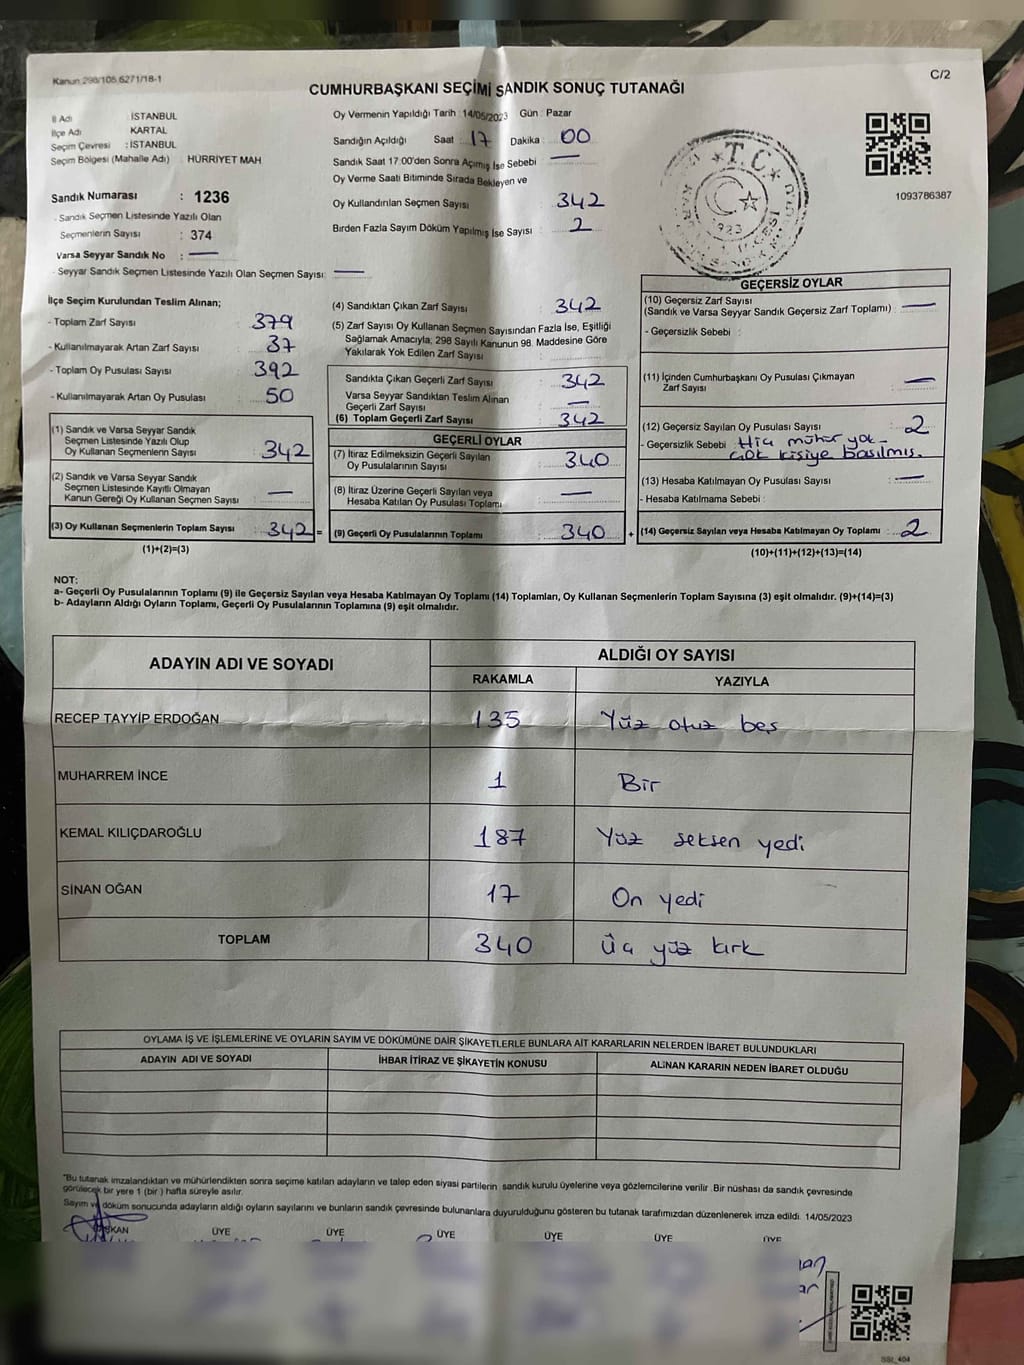 Kanun 298/105.6271/18-1
C/2
CUMHURBAŞKANI SEÇİMİ SANDIK SONUÇ TUTANAĞI
İl Adı : İSTANBUL
İlçe Adı KARTAL
Seçim Çevresi : İSTANBUL
Seçim Bölgesi (Mahalle Adı) : HÜRRİYET MAH
Sandık Numarası : 1236
- Sandık Seçmen Listesinde Yazılı Olan
Seçmenlerin Sayısı : 374
Varsa Seyyar Sandık No : —
- Seyyar Sandık Seçmen Listesinde Yazılı Olan Seçmen Sayısı: —
Oy Vermenin Yapıldığı Tarih : 14/05/2023 Gün : Pazar
Sandığın Açıldığı Saat : 17 Dakika : 00
Sandık Saat 17:00'den Sonra Açımış İse Sebebi : —
Oy Verme Saati Bitiminde Sırada Bekleyen ve
Oy Kullandırılan Seçmen Sayısı : 342
Birden Fazla Sayım Döküm Yapılmış İse Sayısı : 2
T.C.
1923
1093786387
İlçe Seçim Kurulundan Teslim Alınan;
- Toplam Zarf Sayısı : 379
- Kullanılmayarak Artan Zarf Sayısı : 37
- Toplam Oy Pusulası Sayısı : 392
- Kullanılmayarak Artan Oy Pusulası : 50
(1) Sandık ve Varsa Seyyar Sandık
Seçmen Listesinde Yazılı Olup
Oy Kullanan Seçmenlerin Sayısı : 342
(2) Sandık ve Varsa Seyyar Sandık
Seçmen Listesinde Kayıtlı Olmayan
Kanun Gereği Oy Kullanan Seçmen Sayısı : —
(3) Oy Kullanan Seçmenlerin Toplam Sayısı : 342 =
(1)+(2)=(3)
(4) Sandıktan Çıkan Zarf Sayısı : 342
(5) Zarf Sayısı Oy Kullanan Seçmen Sayısından Fazla İse, Eşitliği
Sağlamak Amacıyla; 298 Sayılı Kanunun 98. Maddesine Göre
Yakılarak Yok Edilen Zarf Sayısı :
Sandıkta Çıkan Geçerli Zarf Sayısı : 342
Varsa Seyyar Sandıktan Teslim Alınan
Geçerli Zarf Sayısı : —
(6) Toplam Geçerli Zarf Sayısı : 342
GEÇERLİ OYLAR
(7) İtiraz Edilmeksizin Geçerli Sayılan
Oy Pusulalarının Sayısı : 340
(8) İtiraz Üzerine Geçerli Sayılan veya
Hesaba Katılan Oy Pusulası Toplamı : —
(9) Geçerli Oy Pusulalarının Toplamı : 340 +
GEÇERSİZ OYLAR
(10) Geçersiz Zarf Sayısı
(Sandık ve Varsa Seyyar Sandık Geçersiz Zarf Toplamı) : —
- Geçersizlik Sebebi :
(11) İçinden Cumhurbaşkanı Oy Pusulası Çıkmayan
Zarf Sayısı : —
(12) Geçersiz Sayılan Oy Pusulası Sayısı : 2
- Geçersizlik Sebebi : Hiç mühür yok -
çok kişiye basılmış.
(13) Hesaba Katılmayan Oy Pusulası Sayısı : —
- Hesaba Katılmama Sebebi :
(14) Geçersiz Sayılan veya Hesaba Katılmayan Oy Toplamı : 2
(10)+(11)+(12)+(13)=(14)
NOT:
a- Geçerli Oy Pusulalarının Toplamı (9) ile Geçersiz Sayılan veya Hesaba Katılmayan Oy Toplamı (14) Toplamları, Oy Kullanan Seçmenlerin Toplam Sayısına (3) eşit olmalıdır. (9)+(14)=(3)
b- Adayların Aldığı Oyların Toplamı, Geçerli Oy Pusulalarının Toplamına (9) eşit olmalıdır.
ADAYIN ADI VE SOYADI
ALDIĞI OY SAYISI
RAKAMLA YAZIYLA
RECEP TAYYİP ERDOĞAN 135 Yüz otuz beş
MUHARREM İNCE 1 Bir
KEMAL KILIÇDAROĞLU 187 Yüz seksen yedi
SİNAN OĞAN 17 On yedi
TOPLAM 340 Üç yüz kırk
OYLAMA İŞ VE İŞLEMLERİNE VE OYLARIN SAYIM VE DÖKÜMÜNE DAİR ŞİKAYETLERLE BUNLARA AİT KARARLARIN NELERDEN İBARET BULUNDUKLARI
ADAYIN ADI VE SOYADI İHBAR İTİRAZ VE ŞİKAYETİN KONUSU ALINAN KARARIN NEDEN İBARET OLDUĞU
*Bu tutanak imzalandıktan ve mühürlendikten sonra seçime katılan adayların ve talep eden siyasi partilerin sandık kurulu üyelerine veya gözlemcilerine verilir. Bir nüshası da sandık çevresinde
görülecek bir yere 1 (bir) hafta süreyle asılır.
Sayım ve döküm sonucunda adayların aldığı oyların sayılarını ve bunların sandık çevresinde bulunanlara duyurulduğunu gösteren bu tutanak tarafımızdan düzenlenerek imza edildi. 14/05/2023
BAŞKAN ÜYE ÜYE ÜYE ÜYE ÜYE ÜYE